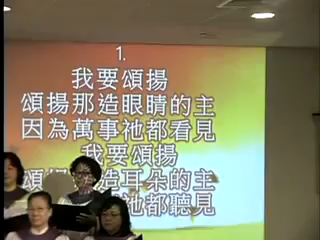 1.
我要頌揚
頌揚那造眼睛的主
因為萬事祂都看見
我要頌揚
頌 造耳朵的主
祂都聽見